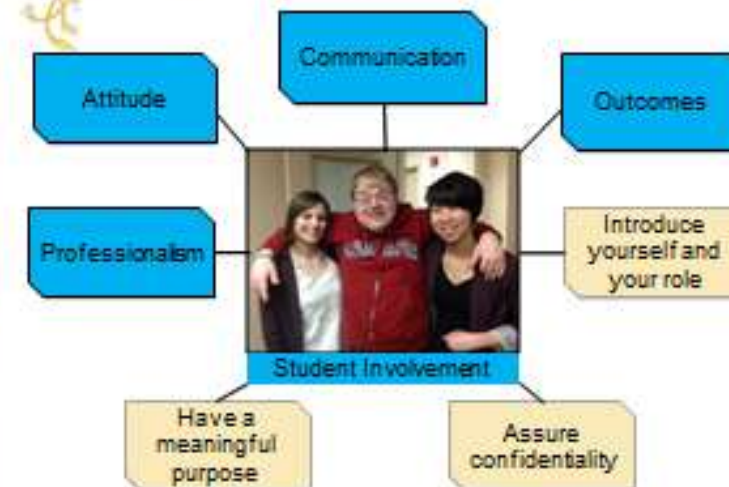 Communication
Attitude
Outcomes
Professionalism
Introduce
yourself and
your role
Student Involvement
Have a
meaningful
purpose
Assure
confidentiality